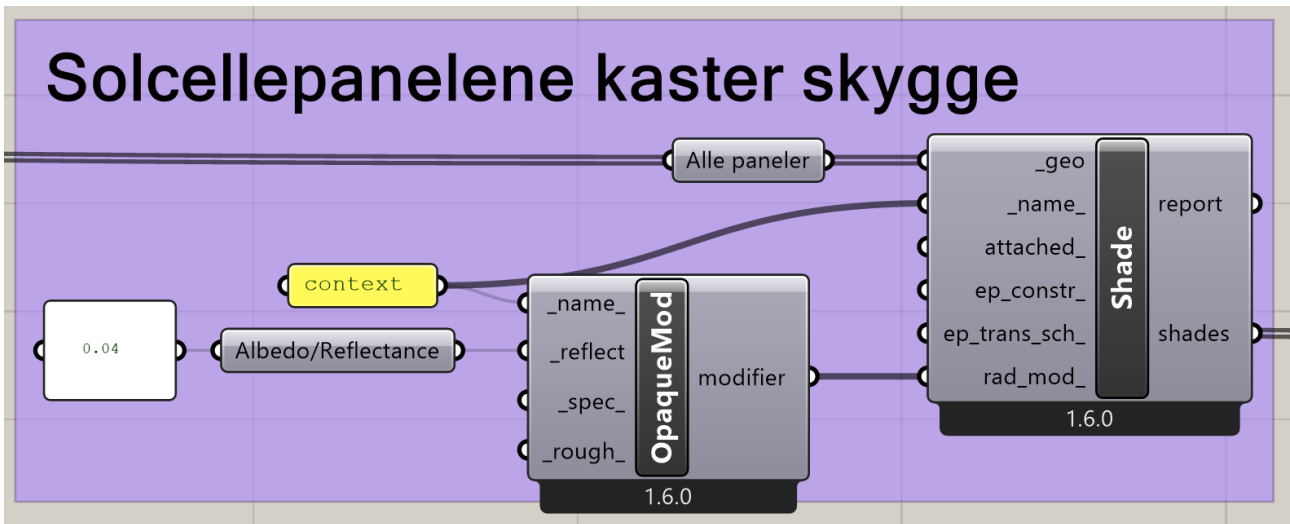 Solcellepanelene kaster skygge
Alle paneler
_geo
_name_
attached_
ep_constr_
ep_trans_sch_
rad_mod_
Shade
report
shades
1.6.0
context
0.04
Albedo/Reflectance
_name_
_reflect
_spec_
_rough_
OpaqueMod
modifier
1.6.0